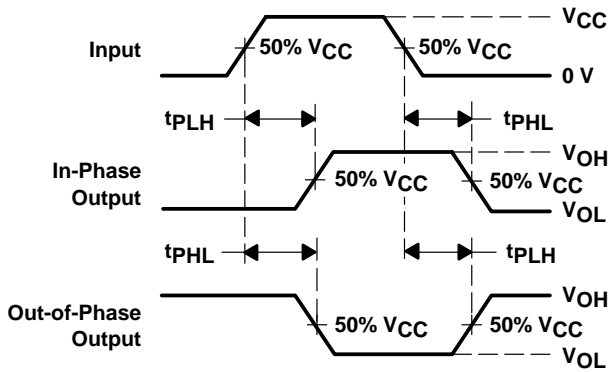 VCC
Input 50% VCC 50% VCC
0 V
tPLH tPHL
VOH
In-Phase
Output 50% VCC 50% VCC
VOL
tPHL tPLH
VOH
Out-of-Phase
Output 50% VCC 50% VCC
VOL